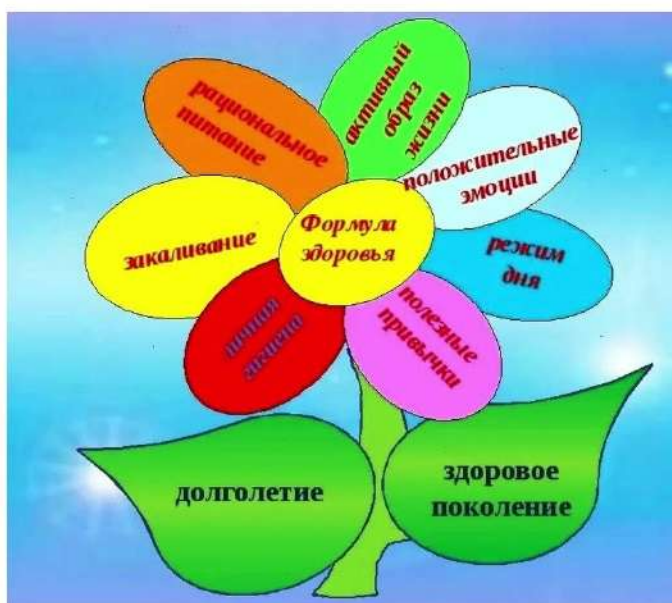 рациональное
питание
активный
образ
жизни
положительные
эмоции
закаливание
Формула
здоровья
режим
дня
личная
гигиена
полезные
привычки
долголетие
здоровое
поколение